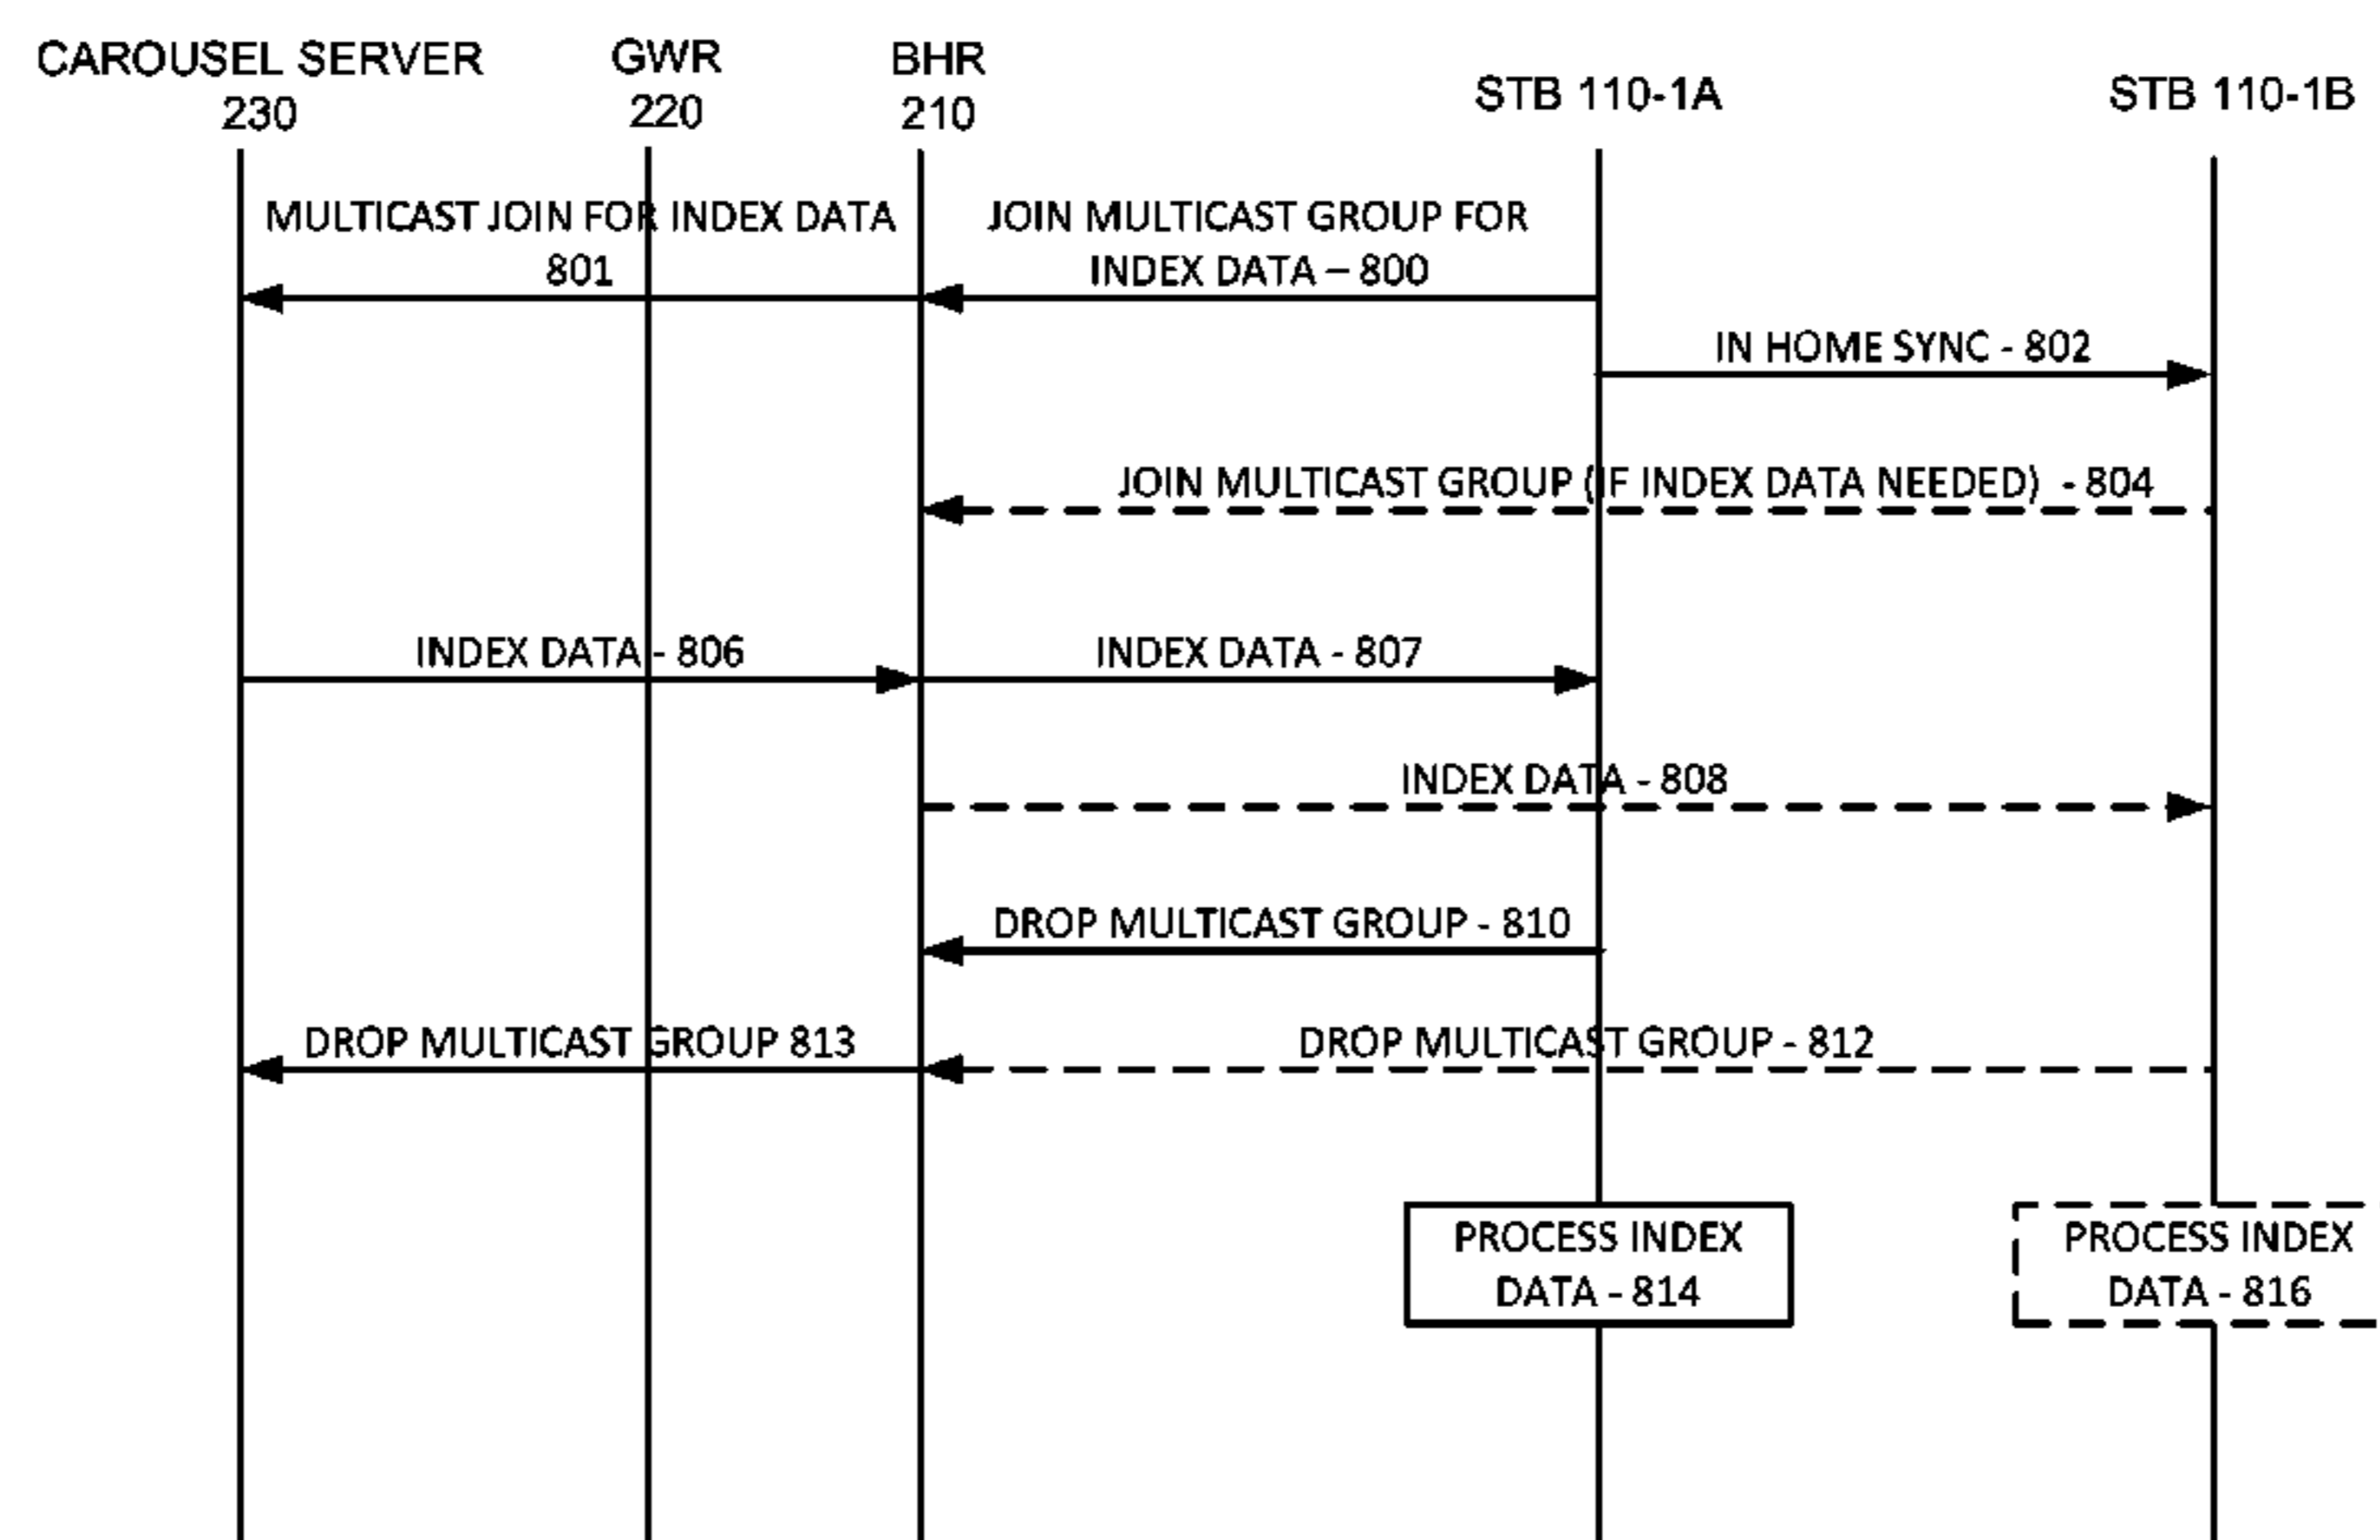 CAROUSEL SERVER
230
GWR
220
BHR
210
STB 110-1A
STB 110-1B
MULTICAST JOIN FOR INDEX DATA
801
JOIN MULTICAST GROUP FOR
INDEX DATA – 800
IN HOME SYNC - 802
JOIN MULTICAST GROUP (IF INDEX DATA NEEDED) - 804
INDEX DATA - 806
INDEX DATA - 807
INDEX DATA - 808
DROP MULTICAST GROUP - 810
DROP MULTICAST GROUP 813
DROP MULTICAST GROUP - 812
PROCESS INDEX
DATA - 814
PROCESS INDEX
DATA - 816